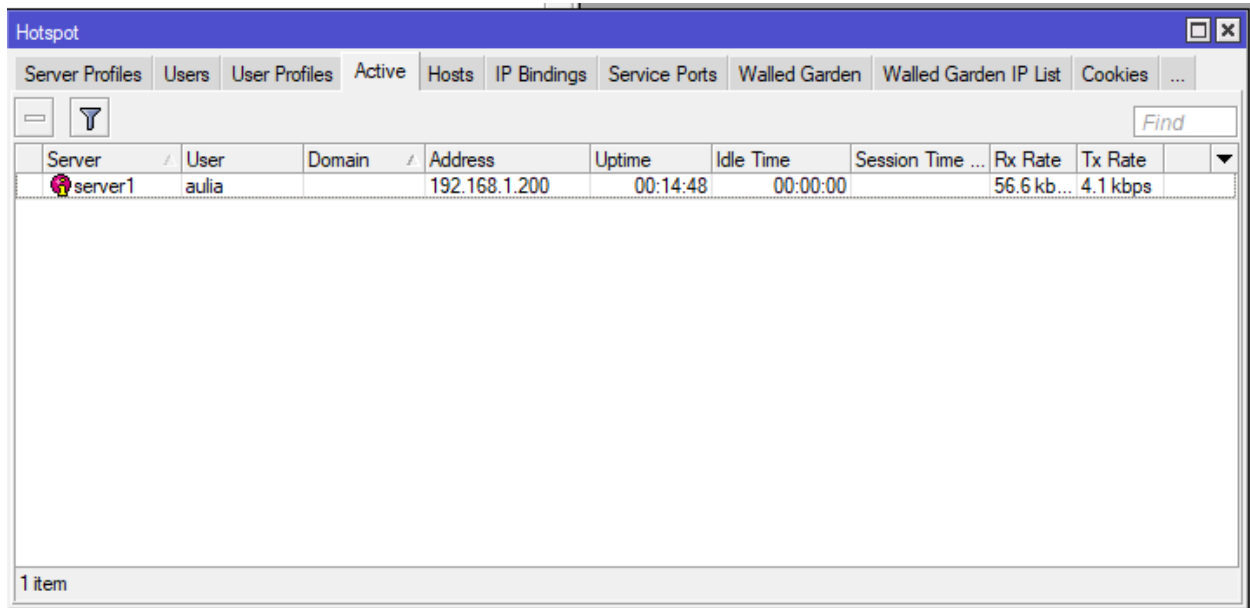 Hotspot
Server Profiles Users User Profiles Active Hosts IP Bindings Service Ports Walled Garden Walled Garden IP List Cookies ...
Find
Server User Domain Address Uptime Idle Time Session Time ... Rx Rate Tx Rate
server1 aulia 192.168.1.200 00:14:48 00:00:00 56.6 kb... 4.1 kbps
1 item